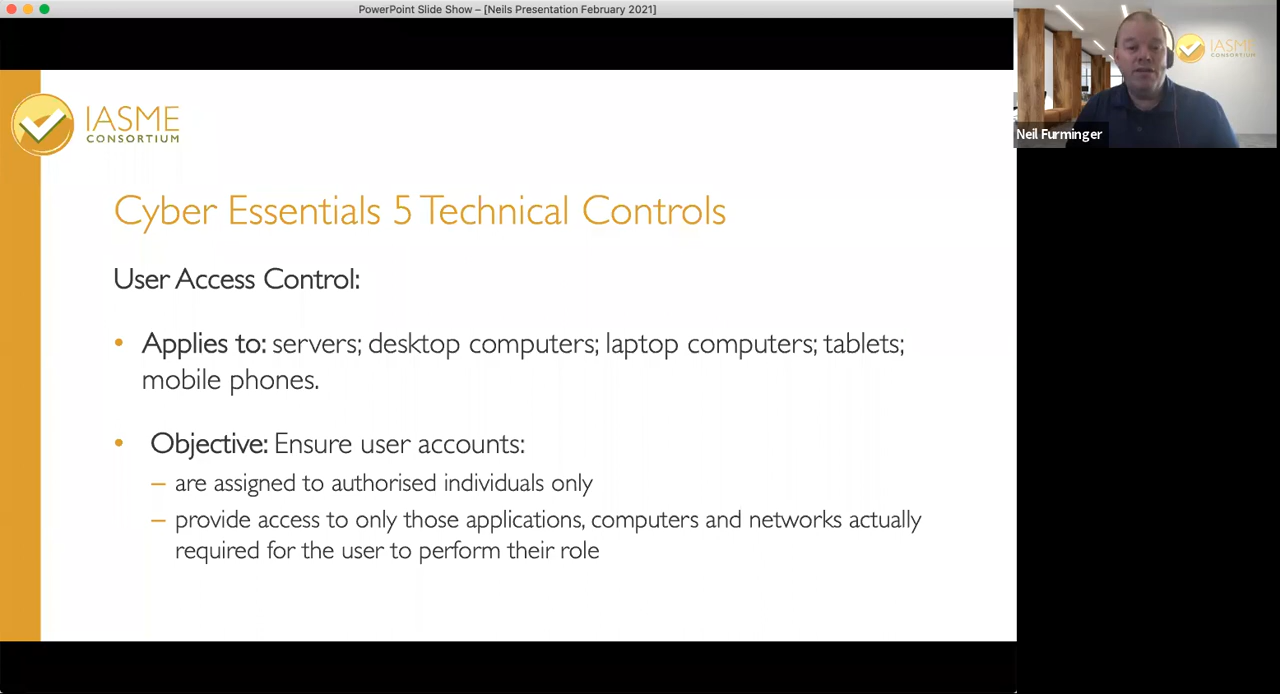 PowerPoint Slide Show – [Neils Presentation February 2021]
IASME
CONSORTIUM
IASME
CONSORTIUM
Neil Furminger
Cyber Essentials 5 Technical Controls
User Access Control:
• Applies to: servers; desktop computers; laptop computers; tablets;
mobile phones.
• Objective: Ensure user accounts:
– are assigned to authorised individuals only
– provide access to only those applications, computers and networks actually
required for the user to perform their role